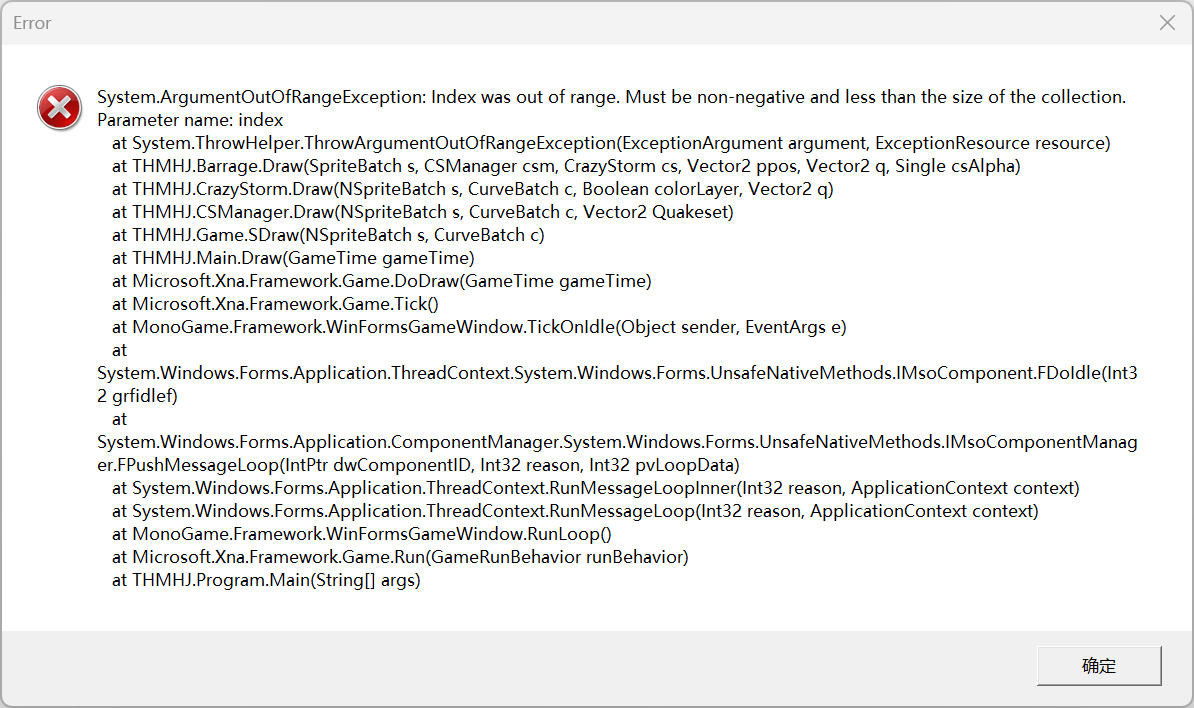 Error
System.ArgumentOutOfRangeException: Index was out of range. Must be non-negative and less than the size of the collection.
Parameter name: index
at System.ThrowHelper.ThrowArgumentOutOfRangeException(ExceptionArgument argument, ExceptionResource resource)
at THMHJ.Barrage.Draw(SpriteBatch s, CSManager csm, CrazyStorm cs, Vector2 ppos, Vector2 q, Single csAlpha)
at THMHJ.CrazyStorm.Draw(NSpriteBatch s, CurveBatch c, Boolean colorLayer, Vector2 q)
at THMHJ.CSManager.Draw(NSpriteBatch s, CurveBatch c, Vector2 Quakeset)
at THMHJ.Game.SDraw(NSpriteBatch s, CurveBatch c)
at THMHJ.Main.Draw(GameTime gameTime)
at Microsoft.Xna.Framework.Game.DoDraw(GameTime gameTime)
at Microsoft.Xna.Framework.Game.Tick()
at MonoGame.Framework.WinFormsGameWindow.TickOnIdle(Object sender, EventArgs e)
at
System.Windows.Forms.Application.ThreadContext.System.Windows.Forms.UnsafeNativeMethods.IMsoComponent.FDoIdle(Int3
2 grfidlef)
at
System.Windows.Forms.Application.ComponentManager.System.Windows.Forms.UnsafeNativeMethods.IMsoComponentManag
er.FPushMessageLoop(IntPtr dwComponentID, Int32 reason, Int32 pvLoopData)
at System.Windows.Forms.Application.ThreadContext.RunMessageLoopInner(Int32 reason, ApplicationContext context)
at System.Windows.Forms.Application.ThreadContext.RunMessageLoop(Int32 reason, ApplicationContext context)
at MonoGame.Framework.WinFormsGameWindow.RunLoop()
at Microsoft.Xna.Framework.Game.Run(GameRunBehavior runBehavior)
at THMHJ.Program.Main(String[] args)
确定